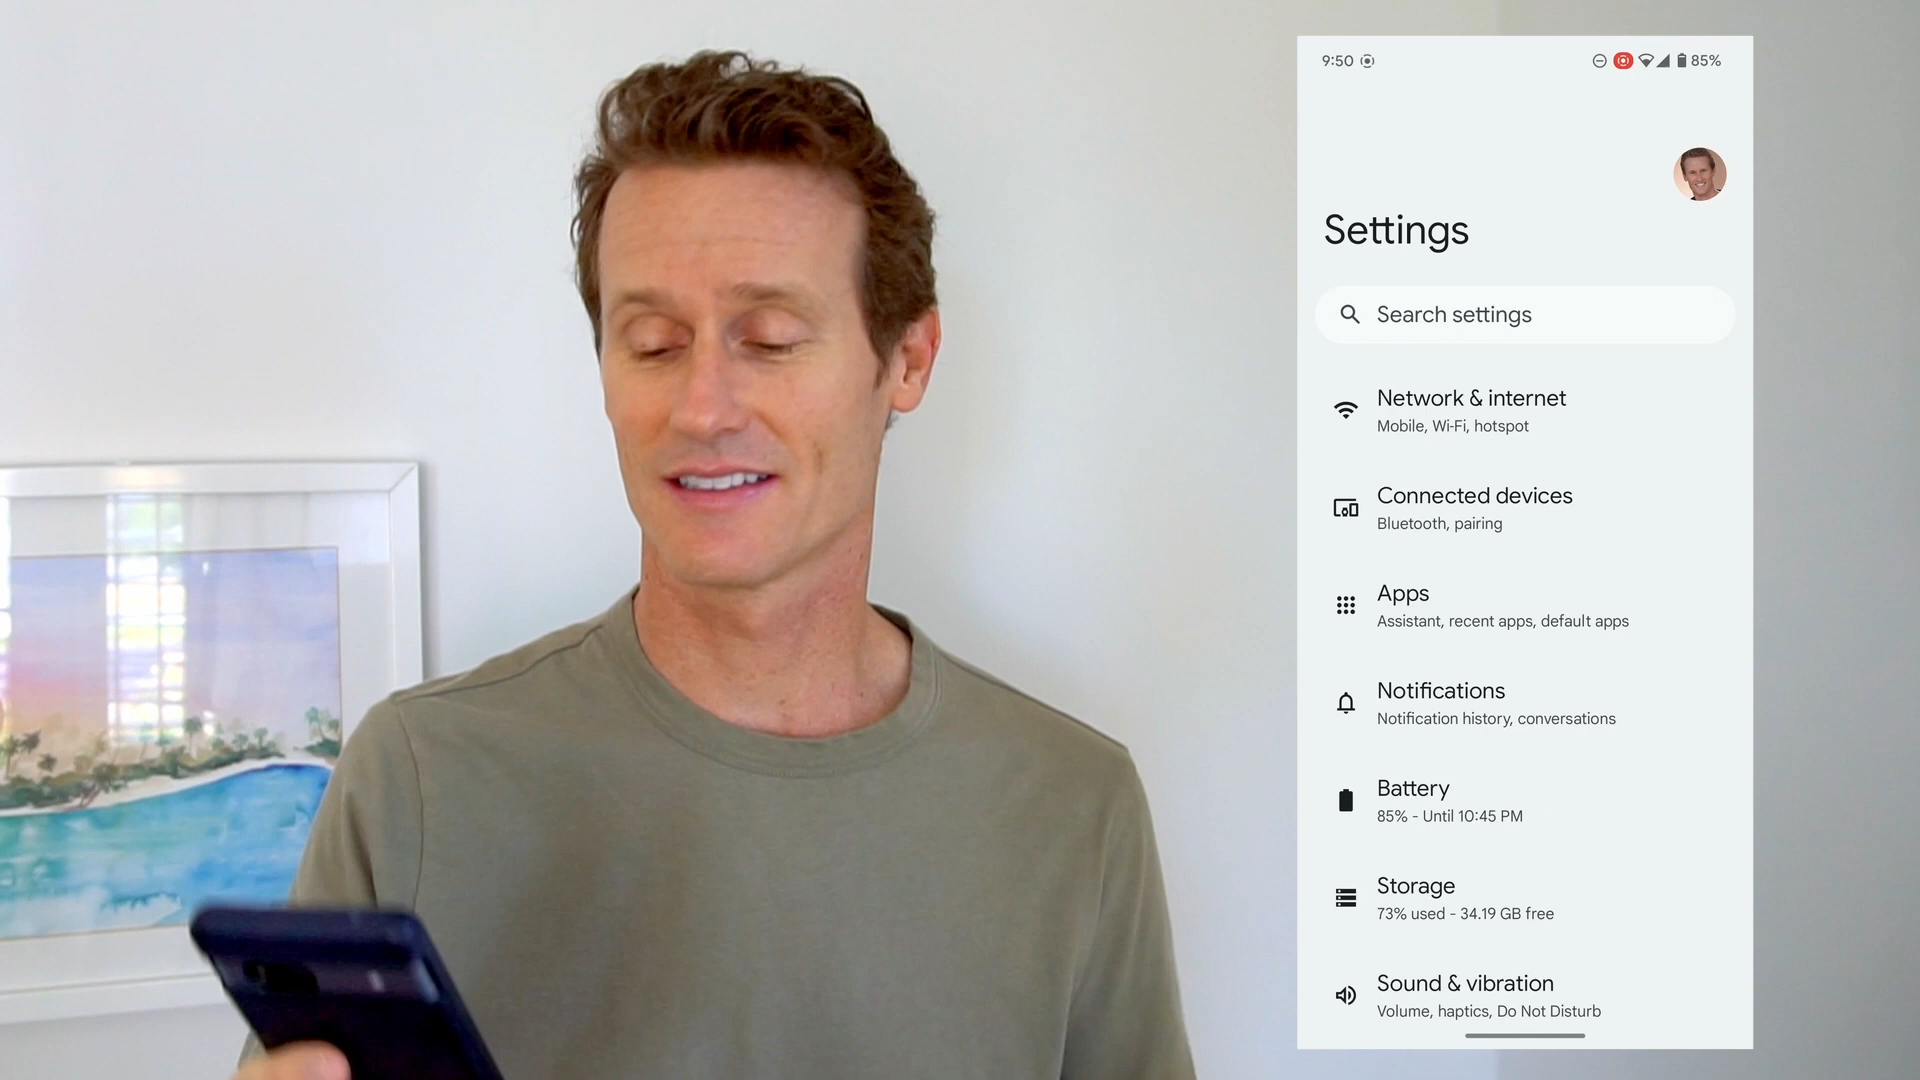 9:50 85%
Settings
Search settings
Network & internet
Mobile, Wi-Fi, hotspot
Connected devices
Bluetooth, pairing
Apps
Assistant, recent apps, default apps
Notifications
Notification history, conversations
Battery
85% - Until 10:45 PM
Storage
73% used - 34.19 GB free
Sound & vibration
Volume, haptics, Do Not Disturb